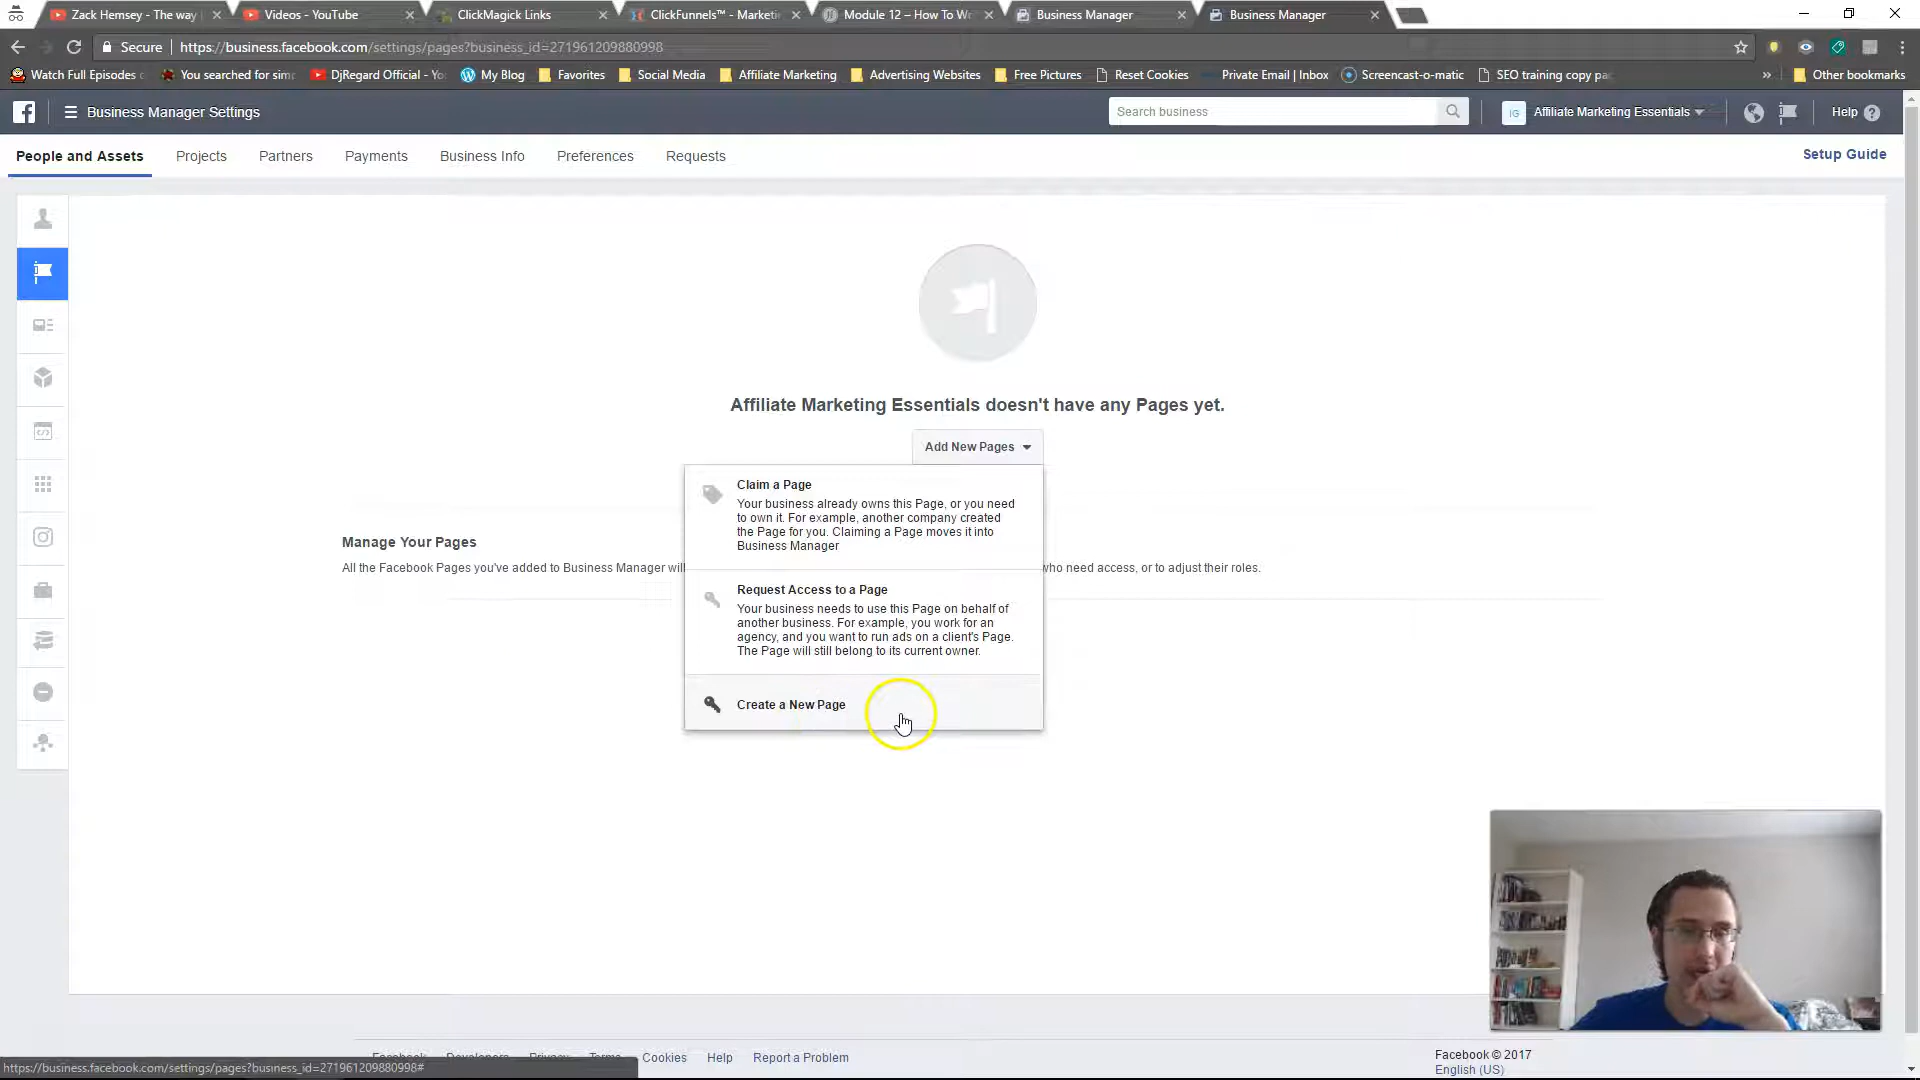 Zack Hemsey - The way
Videos - YouTube
ClickMagick Links
ClickFunnels™ - Marketi
Module 12 – How To W
Business Manager
Business Manager
Secure
https://business.facebook.com/settings/pages?business_id=271961209880998
Watch Full Episodes
You searched for sim
DjRegard Official - Yo
My Blog
Favorites
Social Media
Affiliate Marketing
Advertising Websites
Free Pictures
Reset Cookies
Private Email | Inbox
Screencast-o-matic
SEO training copy pa
»
Other bookmarks
Business Manager Settings
Search business
IG
Affiliate Marketing Essentials
Help
People and Assets
Projects
Partners
Payments
Business Info
Preferences
Requests
Setup Guide
Affiliate Marketing Essentials doesn't have any Pages yet.
Add New Pages
Claim a Page
Your business already owns this Page, or you need
to own it. For example, another company created
the Page for you. Claiming a Page moves it into
Business Manager
Manage Your Pages
All the Facebook Pages you've added to Business Manager will
who need access, or to adjust their roles.
Request Access to a Page
Your business needs to use this Page on behalf of
another business. For example, you work for an
agency, and you want to run ads on a client's Page.
The Page will still belong to its current owner.
Create a New Page
Facebook
Developers
Privacy
Terms
Cookies
Help
Report a Problem
Facebook © 2017
English (US)
https://business.facebook.com/settings/pages?business_id=271961209880998#